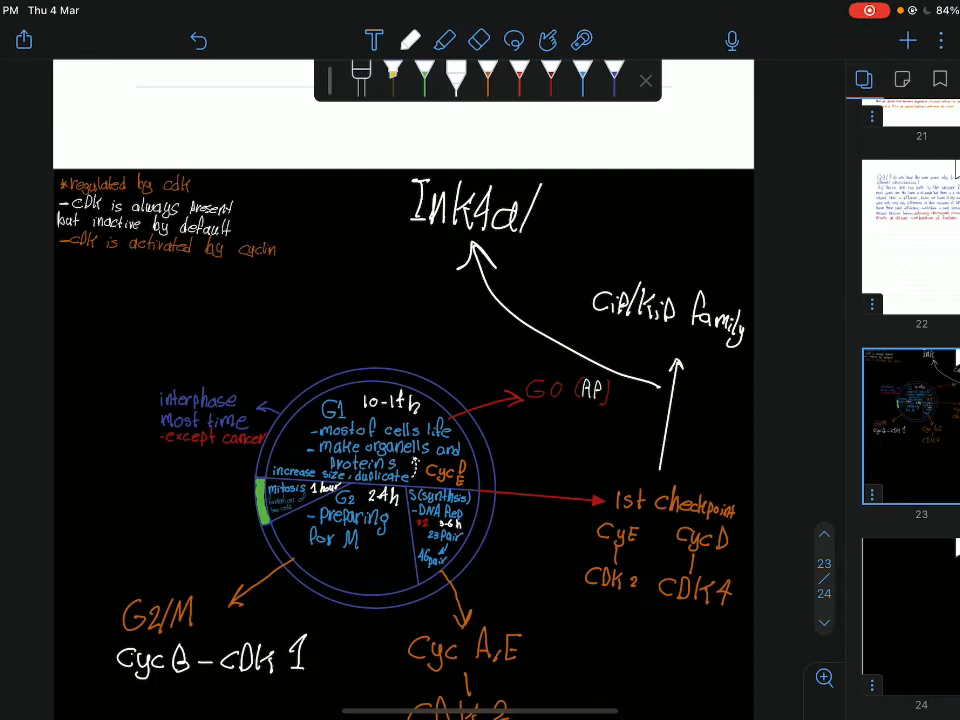 PM Thu 4 Mar
84%
*regulated by cdk
-CDK is always present
but inactive by default
-CDK is activated by cyclin
Ink4a/
CiP/KiP family
interphase
most time
-except cancer
G0 (AP)
G1 10-14h
-most of cells life
- make organells and
proteins
increase size, duplicate
CycD
E
mitosis 1 hour
G2 24h
- preparing
for M
S (synthesis)
-DNA Rep
3-6 h
23 pair
46 pair
1st checkpoint
CyE CycD
CDK2 CDK4
G2/M
CycB - CDK 1
Cyc A,E
CDK 2
21
22
23
23
/
24
24